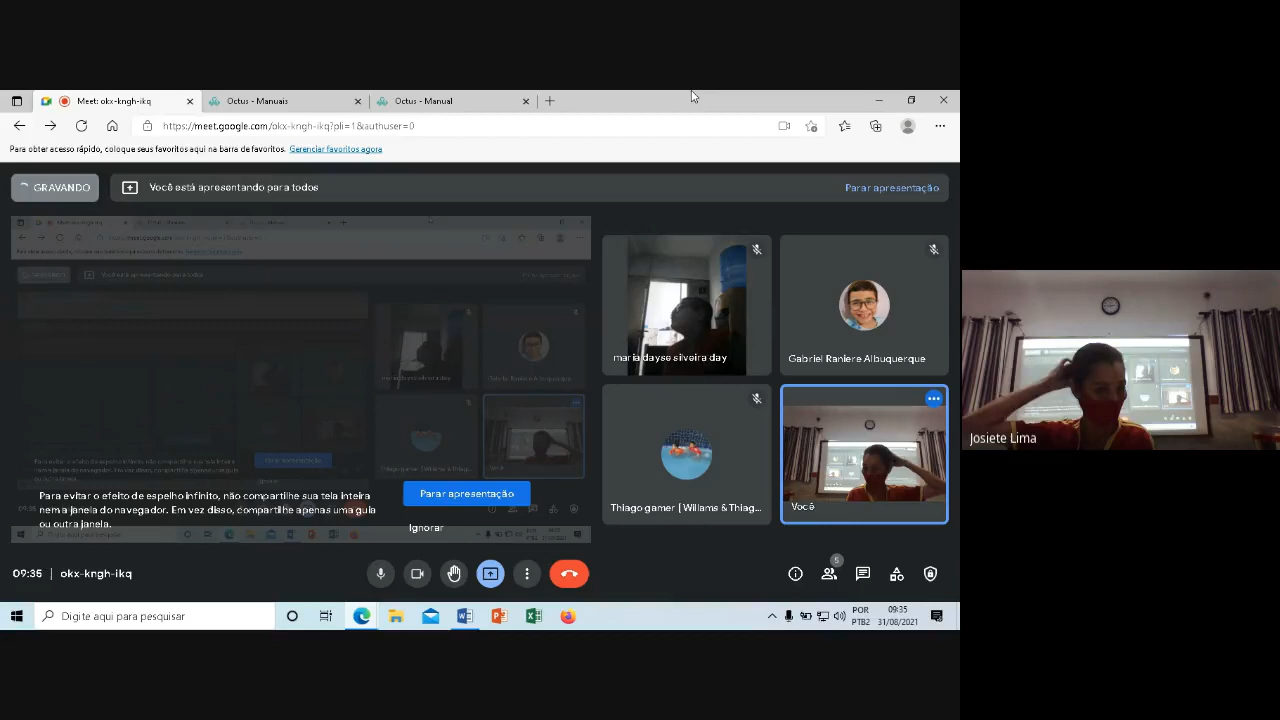 Meet: okx-kngh-ikq
Octus - Manuais
Octus - Manual
https://meet.google.com/okx-kngh-ikq?pli=1&authuser=0
Para obter acesso rápido, coloque seus favoritos aqui na barra de favoritos. Gerenciar favoritos agora
GRAVANDO
Você está apresentando para todos
Parar apresentação
maria dayse silveira day
Gabriel Raniere Albuquerque
Thiago gamer [ Willams & Thiag...
Você
Para evitar o efeito de espelho infinito, não compartilhe sua tela inteira
nem a janela do navegador. Em vez disso, compartilhe apenas uma guia
ou outra janela.
Parar apresentação
Ignorar
09:35 | okx-kngh-ikq
5
Digite aqui para pesquisar
POR
PTB2
09:35
31/08/2021
Josiete Lima